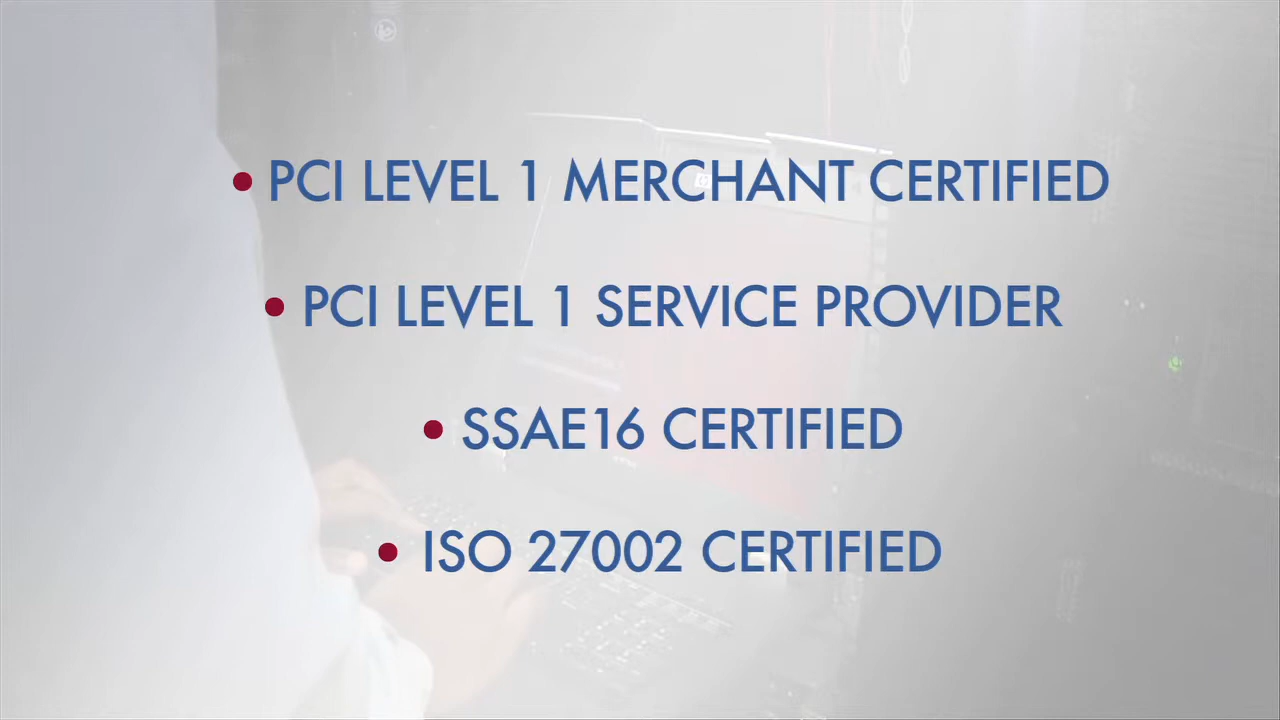 • PCI LEVEL 1 MERCHANT CERTIFIED
• PCI LEVEL 1 SERVICE PROVIDER
• SSAE16 CERTIFIED
• ISO 27002 CERTIFIED